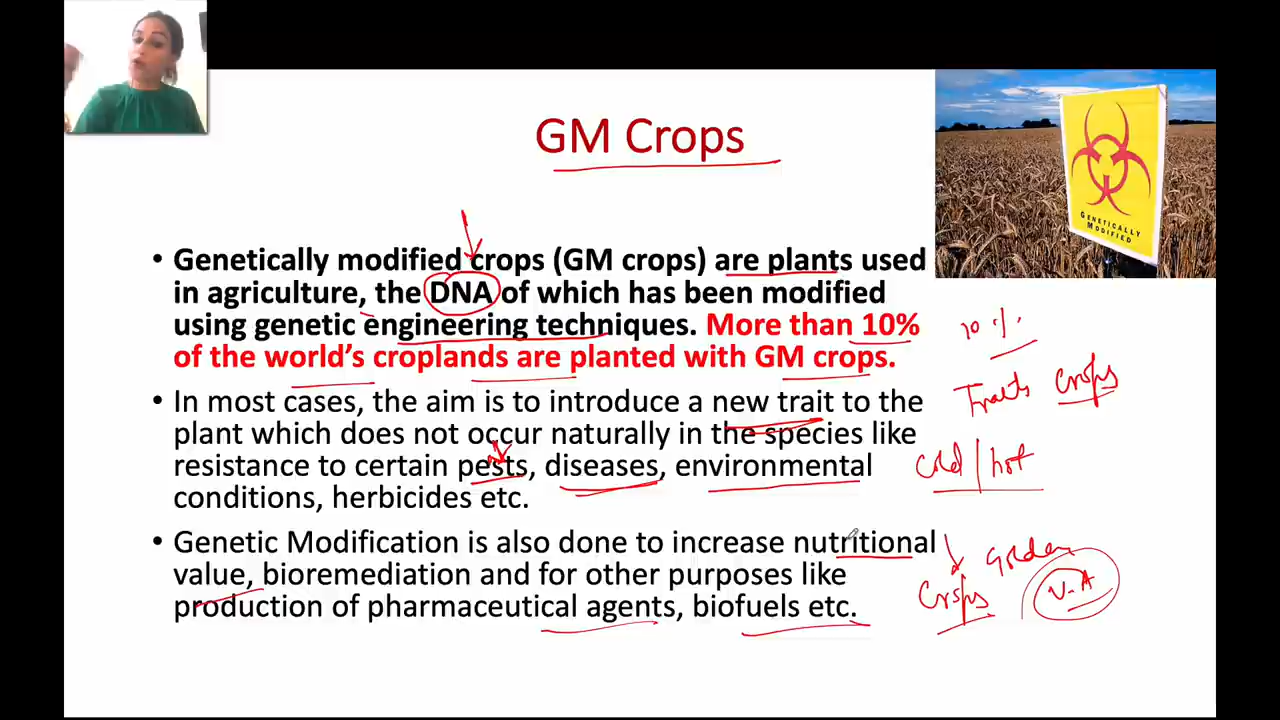 GM Crops
GENETICALLY
MODIFIED
• Genetically modified crops (GM crops) are plants used
in agriculture, the DNA of which has been modified
using genetic engineering techniques. More than 10%
of the world's croplands are planted with GM crops.
• In most cases, the aim is to introduce a new trait to the
plant which does not occur naturally in the species like
resistance to certain pests, diseases, environmental
conditions, herbicides etc.
• Genetic Modification is also done to increase nutritional
value, bioremediation and for other purposes like
production of pharmaceutical agents, biofuels etc.
10%
Traits Crops
Cold/hot
Golden
Crops V-A